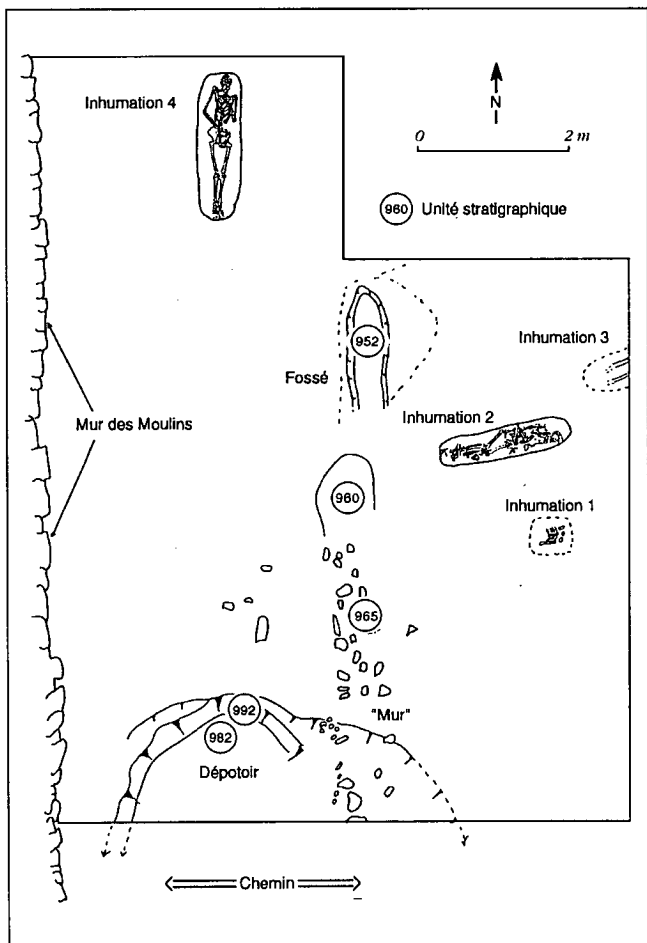 Inhumation 4
N
0 2 m
960 Unité stratigraphique
952
Inhumation 3
Fossé
Mur des Moulins
Inhumation 2
960
Inhumation 1
965
992
"Mur"
982
Dépotoir
Chemin